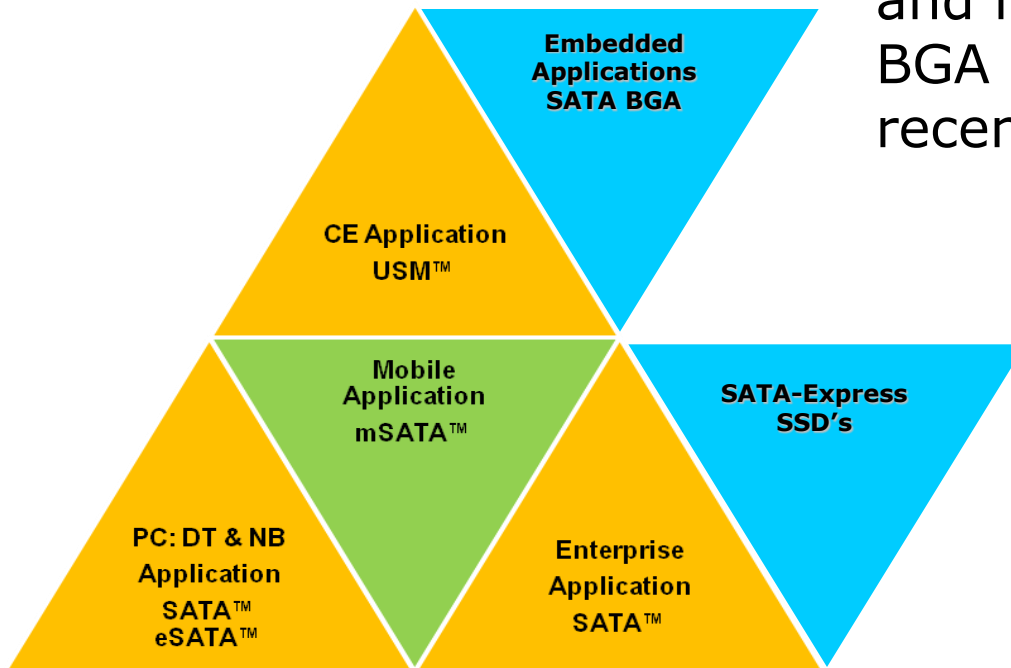 Embedded
Applications
SATA BGA
and
BGA
CE Application
USM™
Mobile
Application
mSATA™
SATA-Express
SSD’s
PC: DT & NB
Application
SATA™
eSATA™
Enterprise
Application
SATA™